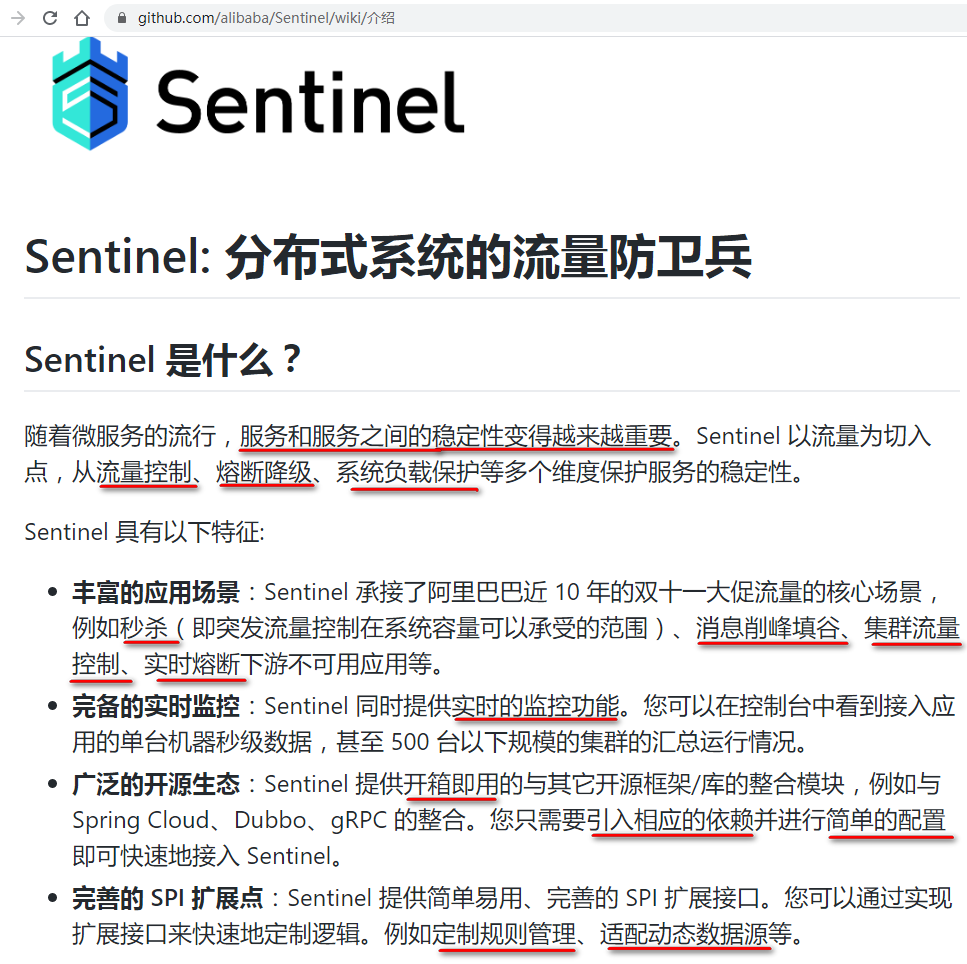 github.com/alibaba/Sentinel/wiki/介绍
Sentinel
Sentinel: 分布式系统的流量防卫兵
Sentinel 是什么？
随着微服务的流行，服务和服务之间的稳定性变得越来越重要。Sentinel 以流量为切入
点，从流量控制、熔断降级、系统负载保护等多个维度保护服务的稳定性。
Sentinel 具有以下特征:
• 丰富的应用场景：Sentinel 承接了阿里巴巴近 10 年的双十一大促流量的核心场景，
例如秒杀（即突发流量控制在系统容量可以承受的范围）、消息削峰填谷、集群流量
控制、实时熔断下游不可用应用等。
• 完备的实时监控：Sentinel 同时提供实时的监控功能。您可以在控制台中看到接入应
用的单台机器秒级数据，甚至 500 台以下规模的集群的汇总运行情况。
• 广泛的开源生态：Sentinel 提供开箱即用的与其它开源框架/库的整合模块，例如与
Spring Cloud、Dubbo、gRPC 的整合。您只需要引入相应的依赖并进行简单的配置
即可快速地接入 Sentinel。
• 完善的 SPI 扩展点：Sentinel 提供简单易用、完善的 SPI 扩展接口。您可以通过实现
扩展接口来快速地定制逻辑。例如定制规则管理、适配动态数据源等。